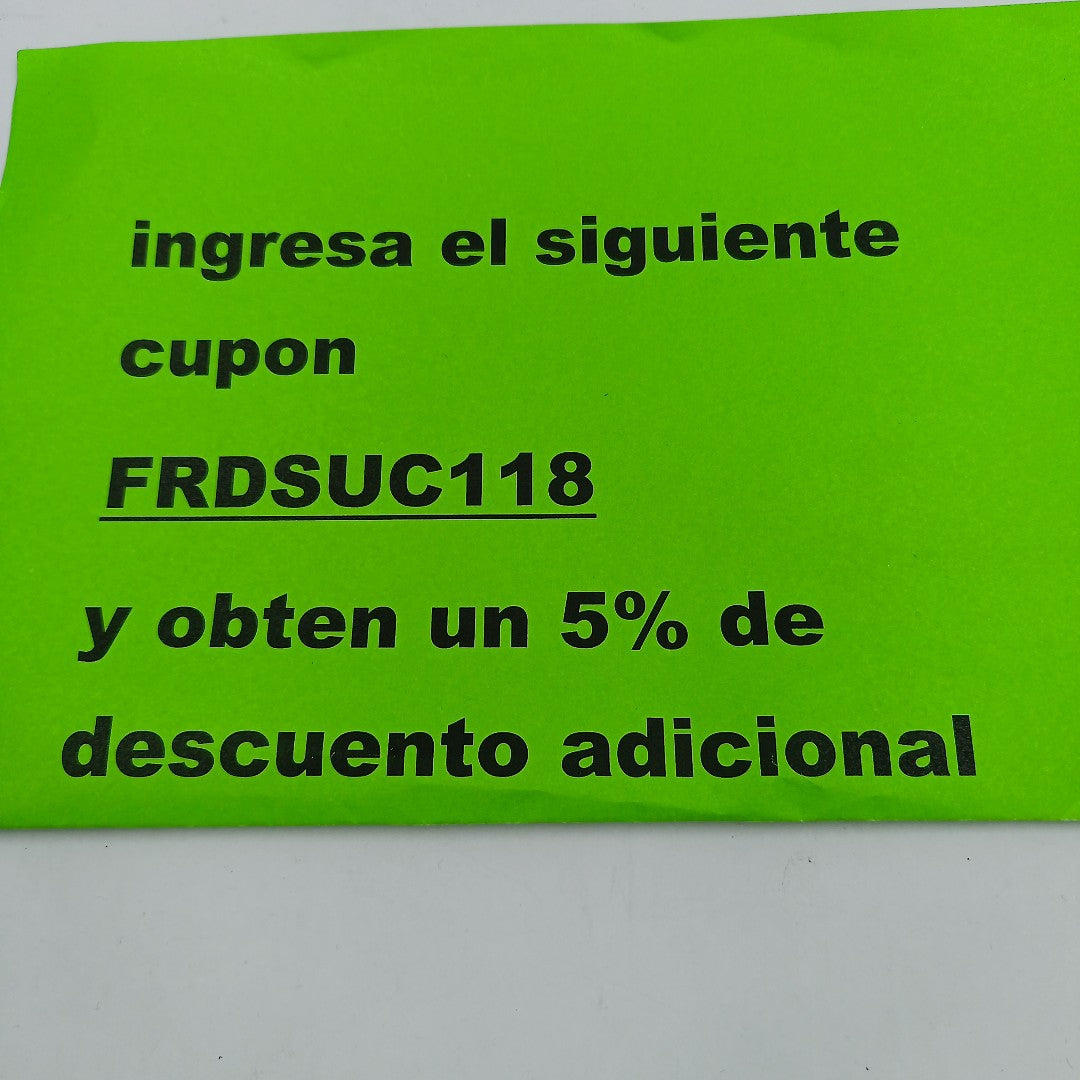 ingresa el siguiente
cupon
FRDSUC118
y obten un 5% de
descuento adicional